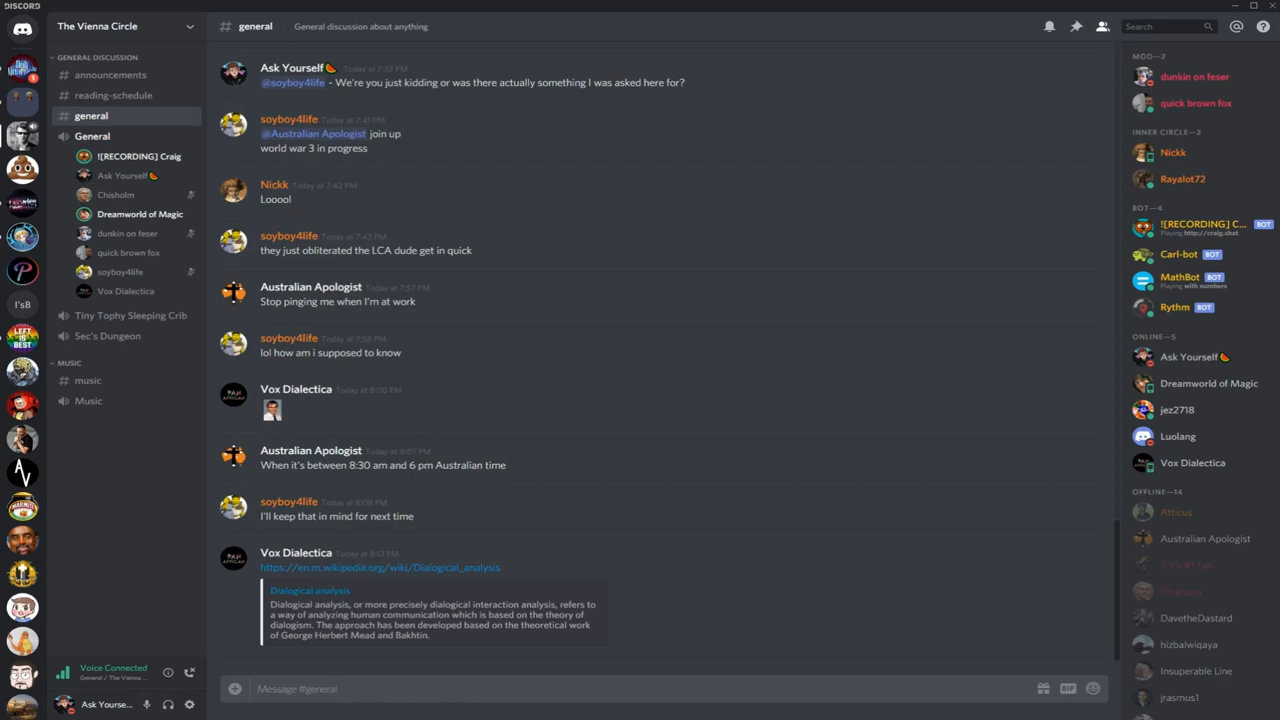 DISCORD
The Vienna Circle
GENERAL DISCUSSION
# announcements
# reading-schedule
# general
General
![RECORDING] Craig
Ask Yourself🍉
Chisholm
Dreamworld of Magic
dunkin on feser
quick brown fox
soyboy4life
Vox Dialectica
Tiny Tophy Sleeping Crib
Sec's Dungeon
MUSIC
# music
Music
1
I'sB
LEFT IS BEST
Voice Connected
General / The Vienna ...
Ask Yourse...
# general
General discussion about anything
Search
Ask Yourself🍉 Today at 7:32 PM
@soyboy4life - We're you just kidding or was there actually something I was asked here for?
soyboy4life Today at 7:41 PM
@Australian Apologist join up
world war 3 in progress
Nickk Today at 7:43 PM
Looool
soyboy4life Today at 7:43 PM
they just obliterated the LCA dude get in quick
Australian Apologist Today at 7:57 PM
Stop pinging me when I'm at work
soyboy4life Today at 7:58 PM
lol how am i supposed to know
Vox Dialectica Today at 8:00 PM
Australian Apologist Today at 8:07 PM
When it's between 8:30 am and 6 pm Australian time
soyboy4life Today at 8:08 PM
I'll keep that in mind for next time
Vox Dialectica Today at 8:13 PM
https://en.m.wikipedia.org/wiki/Dialogical_analysis
Dialogical analysis
Dialogical analysis, or more precisely dialogical interaction analysis, refers to
a way of analyzing human communication which is based on the theory of
dialogism. The approach has been developed based on the theoretical work
of George Herbert Mead and Bakhtin.
Message #general
GIF
MOD—2
dunkin on feser
quick brown fox
INNER CIRCLE—2
Nickk
Rayalot72
BOT—4
![RECORDING] C... BOT
Playing http://craig.chat
Carl-bot BOT
MathBot BOT
Playing with numbers
Rythm BOT
ONLINE—5
Ask Yourself🍉
Dreamworld of Magic
jez2718
Luolang
Vox Dialectica
OFFLINE—14
Atticus
Australian Apologist
DavetheDastard
hizbalwiqaya
Insuperable Line
jrasmus1